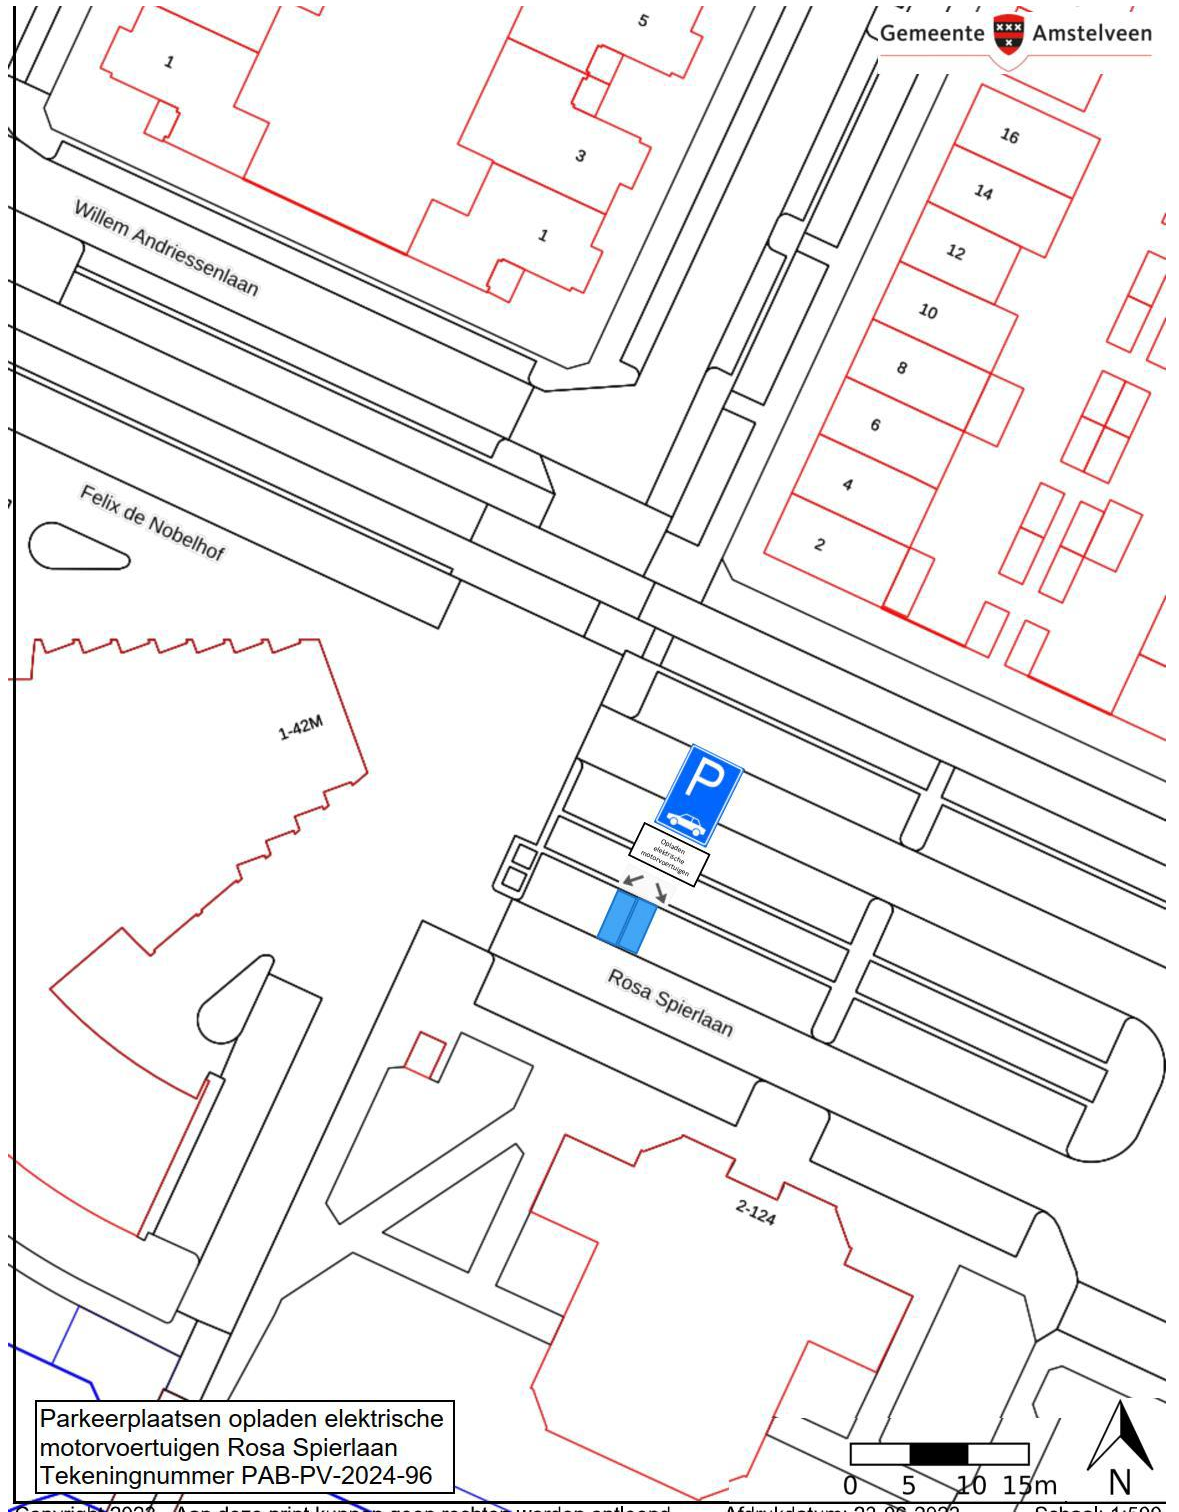 Gemeente Amstelveen
5
1
3
1
16
14
12
10
8
6
4
2
Willem Andriessenlaan
Felix de Nobelhof
1-42M
P
Opladen
elektrische
motorvoertuigen
Rosa Spierlaan
2-124
Parkeerplaatsen opladen elektrische
motorvoertuigen Rosa Spierlaan
Tekeningnummer PAB-PV-2024-96
0 5 10 15m
N